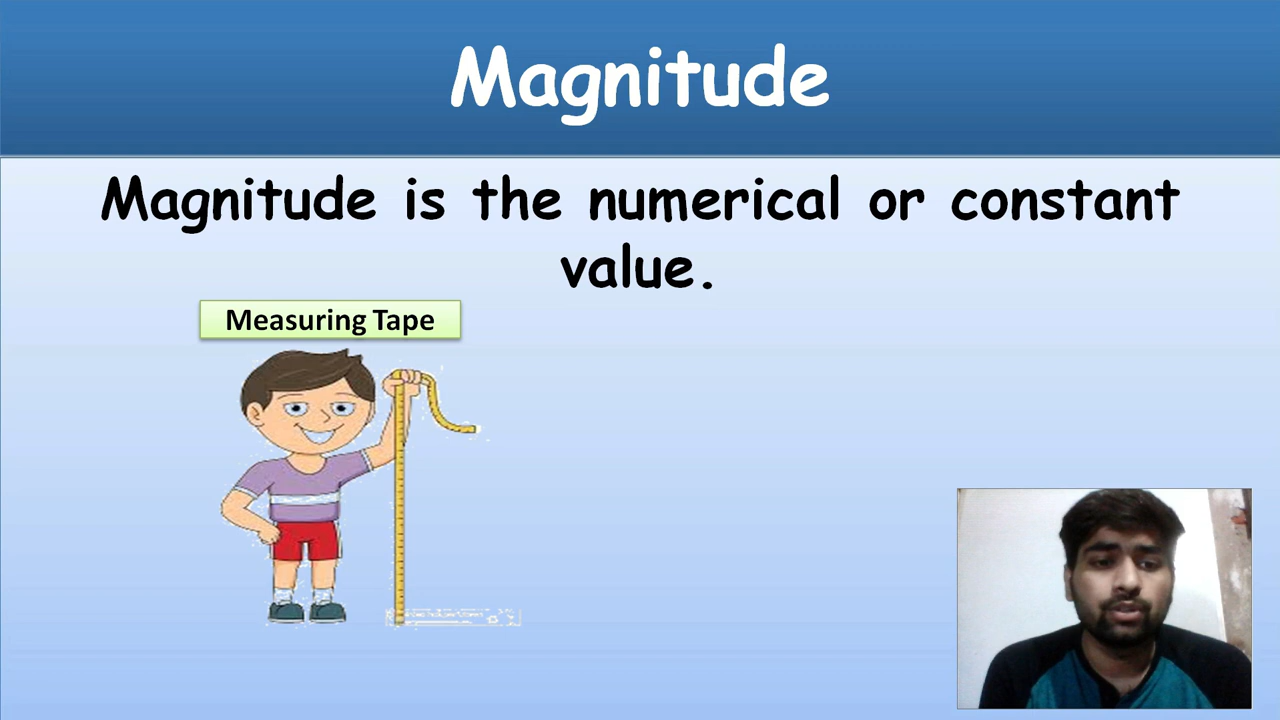 Magnitude
Magnitude is the numerical or constant
value.
Measuring Tape